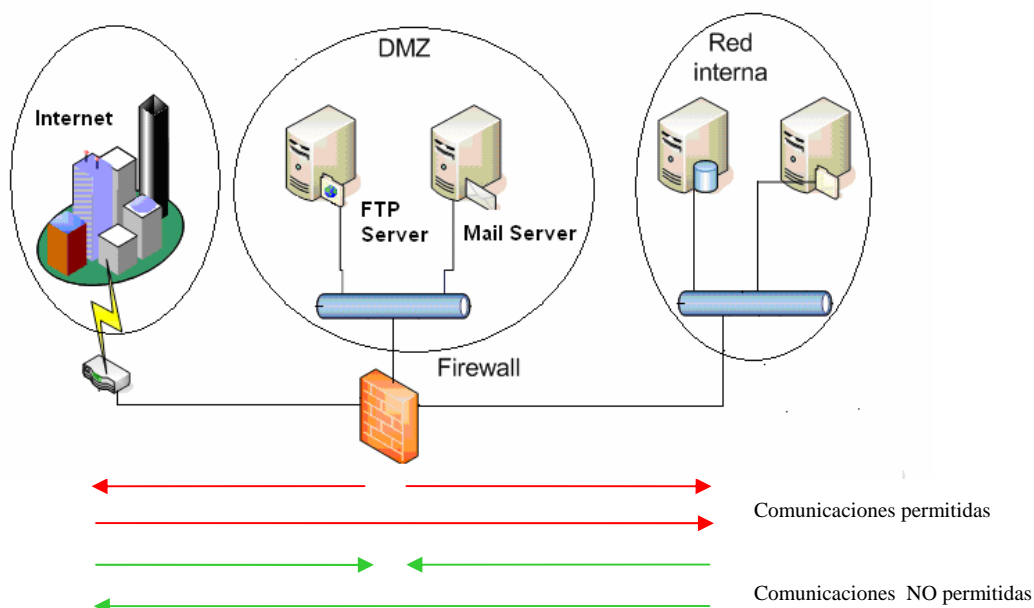 Internet
DMZ
Red
interna
FTP
Server
Mail Server
Firewall
Comunicaciones permitidas
Comunicaciones NO permitidas